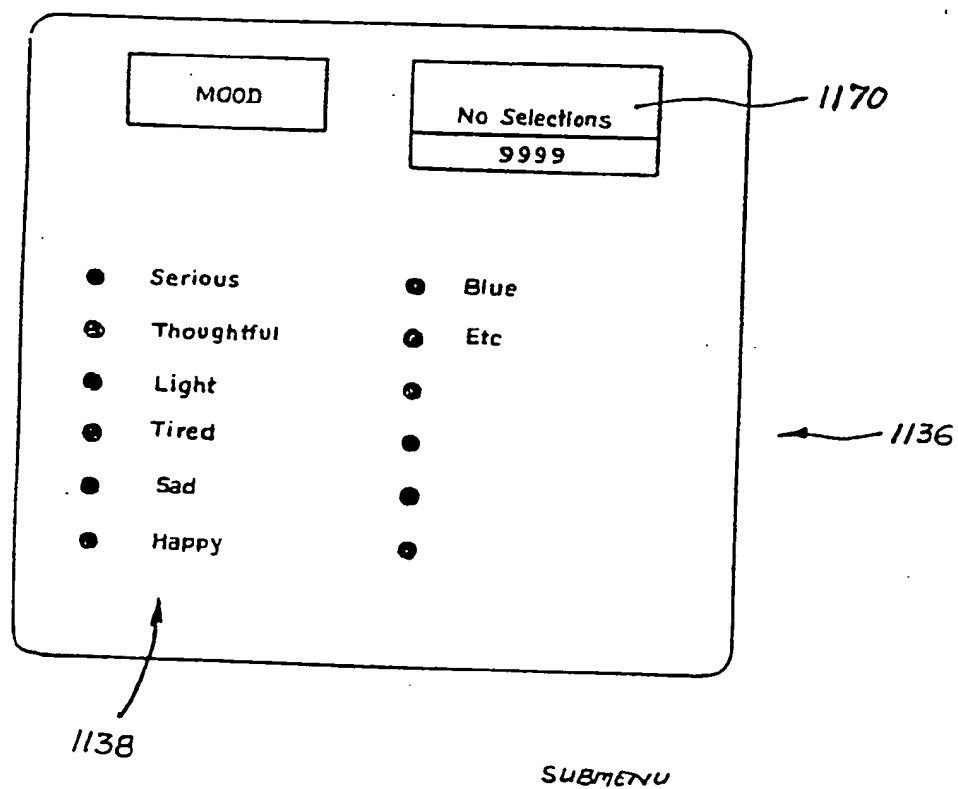 MOOD
No Selections
9999
1170
Serious
Thoughtful
Light
Tired
Sad
Happy
Blue
Etc
1136
1138
SUBMENU